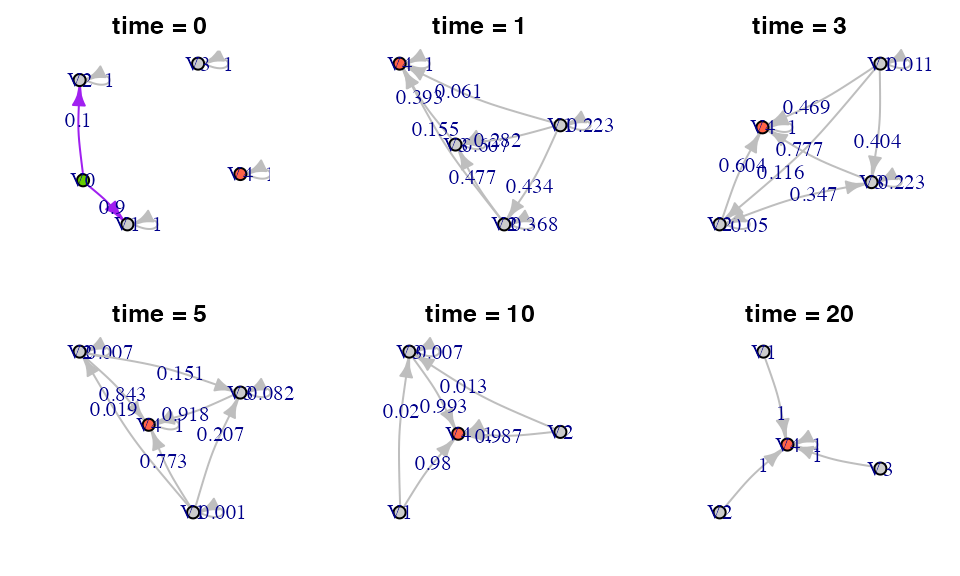 time = 0
V3 1
V2 1
0.1
V0
V4 1
0.9
V1 1
time = 1
V4 1
0.061
0.393
V1 0.223
0.155
V3 0.607 0.282
0.477
0.434
V2 0.368
time = 3
V1 0.011
0.469
V4 1
0.404
0.777
0.604
0.116
V3 0.223
0.347
V2 0.05
time = 5
V2 0.007
0.151
V3 0.082
0.843
0.019
0.918
V4 1
0.207
0.773
V1 0.001
time = 10
V3 0.007
0.013
0.02
0.993
V4 1
0.987
V2
0.98
V1
time = 20
V1
1
V4 1
1
1
V3
V2